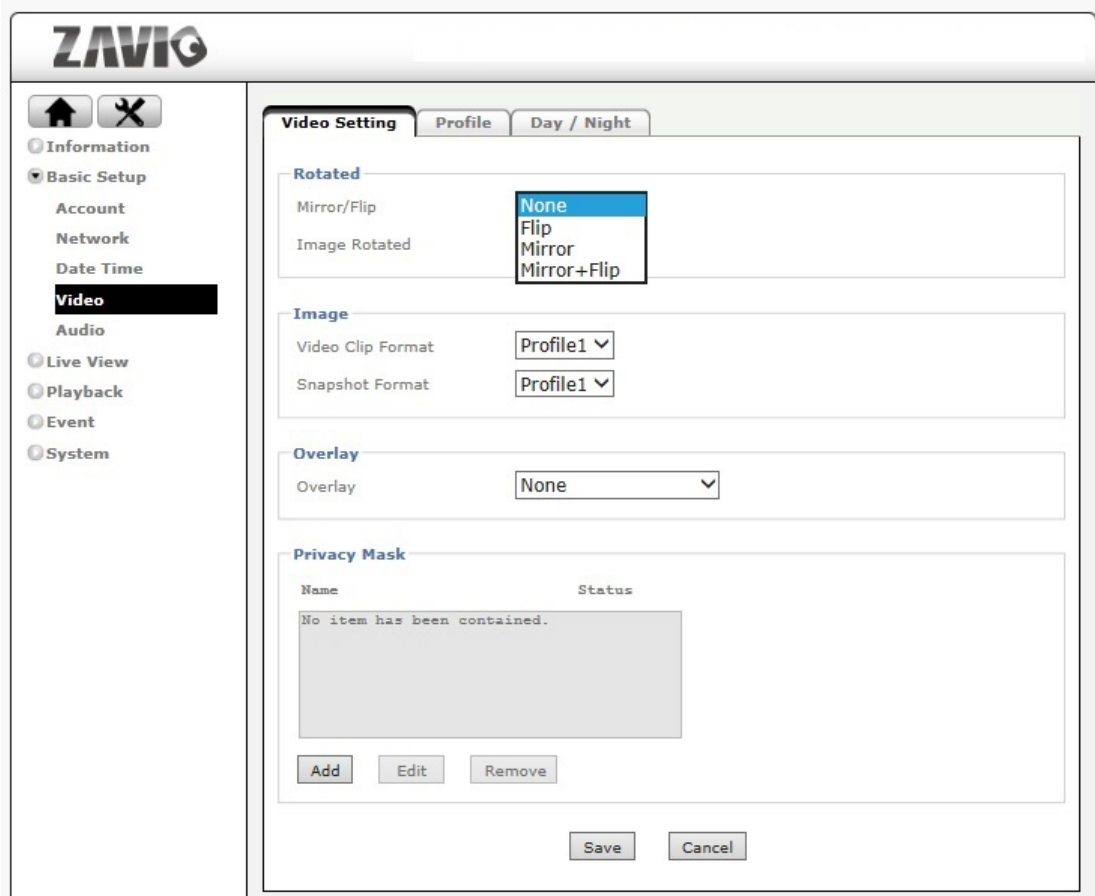 ZAVIO
Information
Basic Setup
Account
Network
Date Time
Video
Audio
Live View
Playback
Event
System
Video Setting
Profile
Day / Night
Rotated
Mirror/Flip
None
Flip
Mirror
Mirror+Flip
Image Rotated
Image
Video Clip Format Profile1
Snapshot Format Profile1
Overlay
Overlay None
Privacy Mask
Name Status
No item has been contained.
Add Edit Remove
Save Cancel